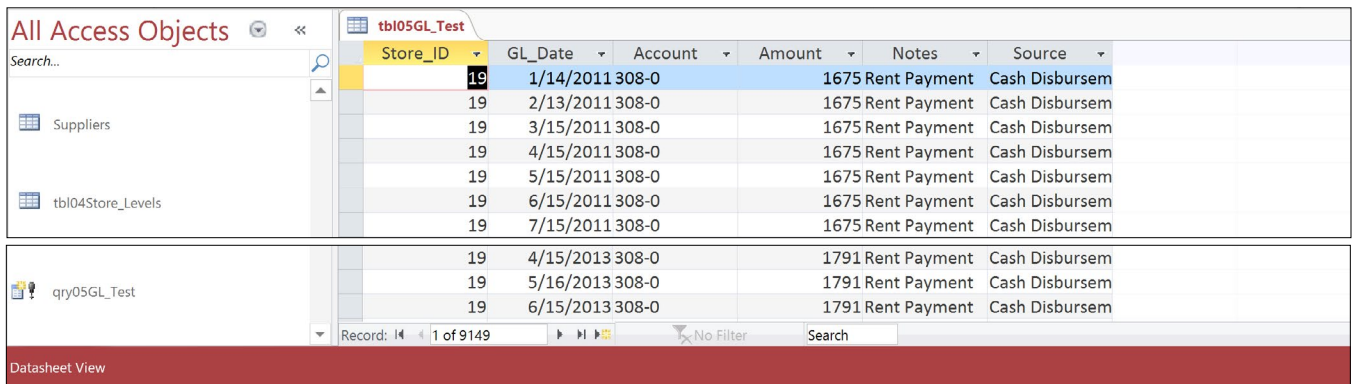 All Access Objects
Search...
Suppliers
tbl04Store_Levels
tbl05GL_Test
Store_ID GL_Date Account Amount Notes Source
19 1/14/2011 308-0 1675 Rent Payment Cash Disbursem
19 2/13/2011 308-0 1675 Rent Payment Cash Disbursem
19 3/15/2011 308-0 1675 Rent Payment Cash Disbursem
19 4/15/2011 308-0 1675 Rent Payment Cash Disbursem
19 5/15/2011 308-0 1675 Rent Payment Cash Disbursem
19 6/15/2011 308-0 1675 Rent Payment Cash Disbursem
19 7/15/2011 308-0 1675 Rent Payment Cash Disbursem
qry05GL_Test
19 4/15/2013 308-0 1791 Rent Payment Cash Disbursem
19 5/16/2013 308-0 1791 Rent Payment Cash Disbursem
19 6/15/2013 308-0 1791 Rent Payment Cash Disbursem
Record: 1 of 9149 No Filter Search
Datasheet View